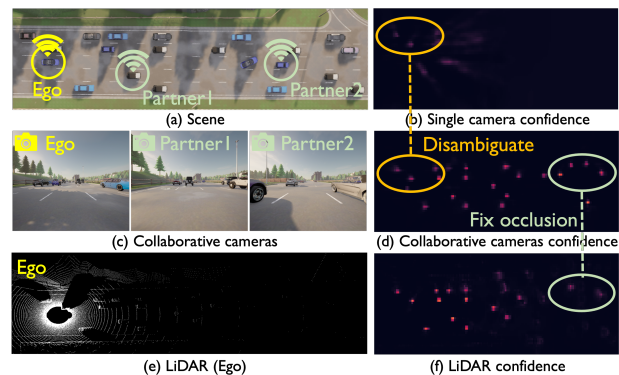 Ego
Partner1
Partner2
(a) Scene
(b) Single camera confidence
Ego
Partner1
Partner2
Disambiguate
Fix occlusion
(c) Collaborative cameras
(d) Collaborative cameras confidence
Ego
(e) LiDAR (Ego)
(f) LiDAR confidence